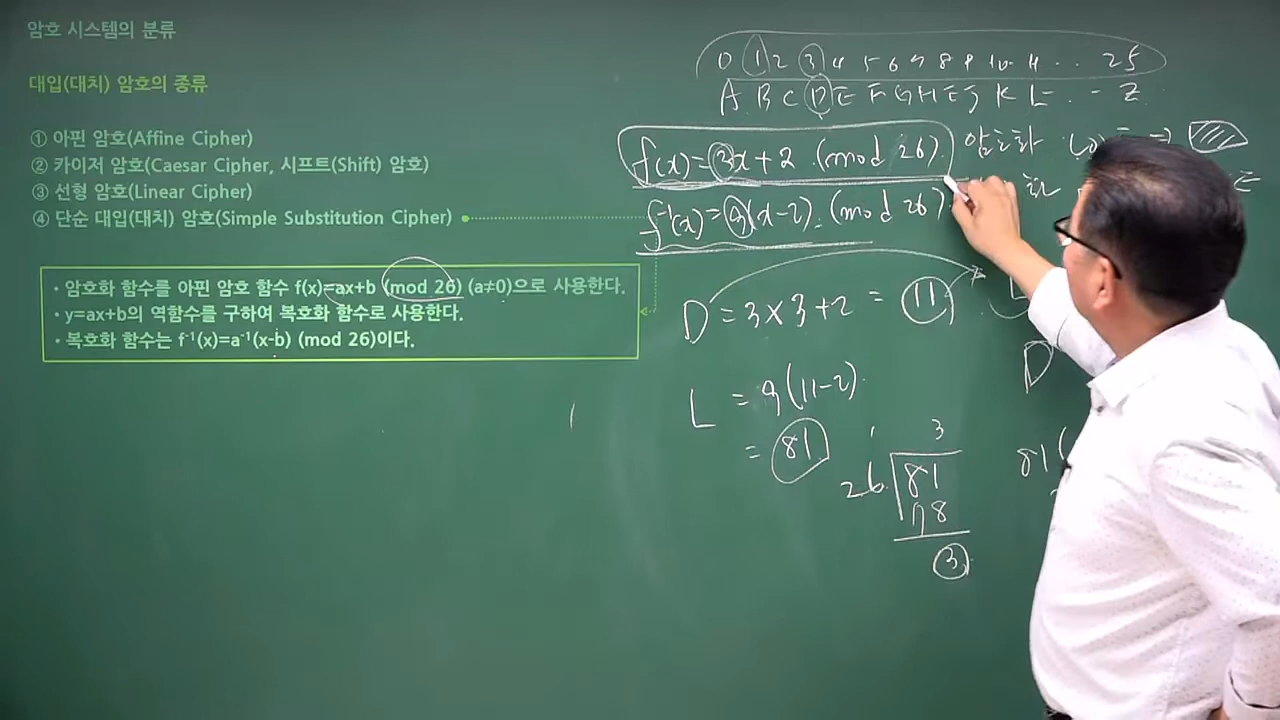 암호 시스템의 분류
대입(대치) 암호의 종류
① 아핀 암호(Affine Cipher)
② 카이저 암호(Caesar Cipher, 시프트(Shift) 암호)
③ 선형 암호(Linear Cipher)
④ 단순 대입(대치) 암호(Simple Substitution Cipher)
· 암호화 함수를 아핀 암호 함수 f(x)=ax+b (mod 26) (a≠0)으로 사용한다.
· y=ax+b의 역함수를 구하여 복호화 함수로 사용한다.
· 복호화 함수는 f⁻¹(x)=a⁻¹(x-b) (mod 26)이다.
0 1 2 3 4 5 6 7 8 9 10 11 ... 25
A B C D E F G H I J K L ... Z
f(x) = 3x + 2 (mod 26). 암호화
f⁻¹(x) = 9(x-2). (mod 26)
D = 3×3+2 = 11
D
L = 9(11-2)
= 81
3
26 81
78
3
81